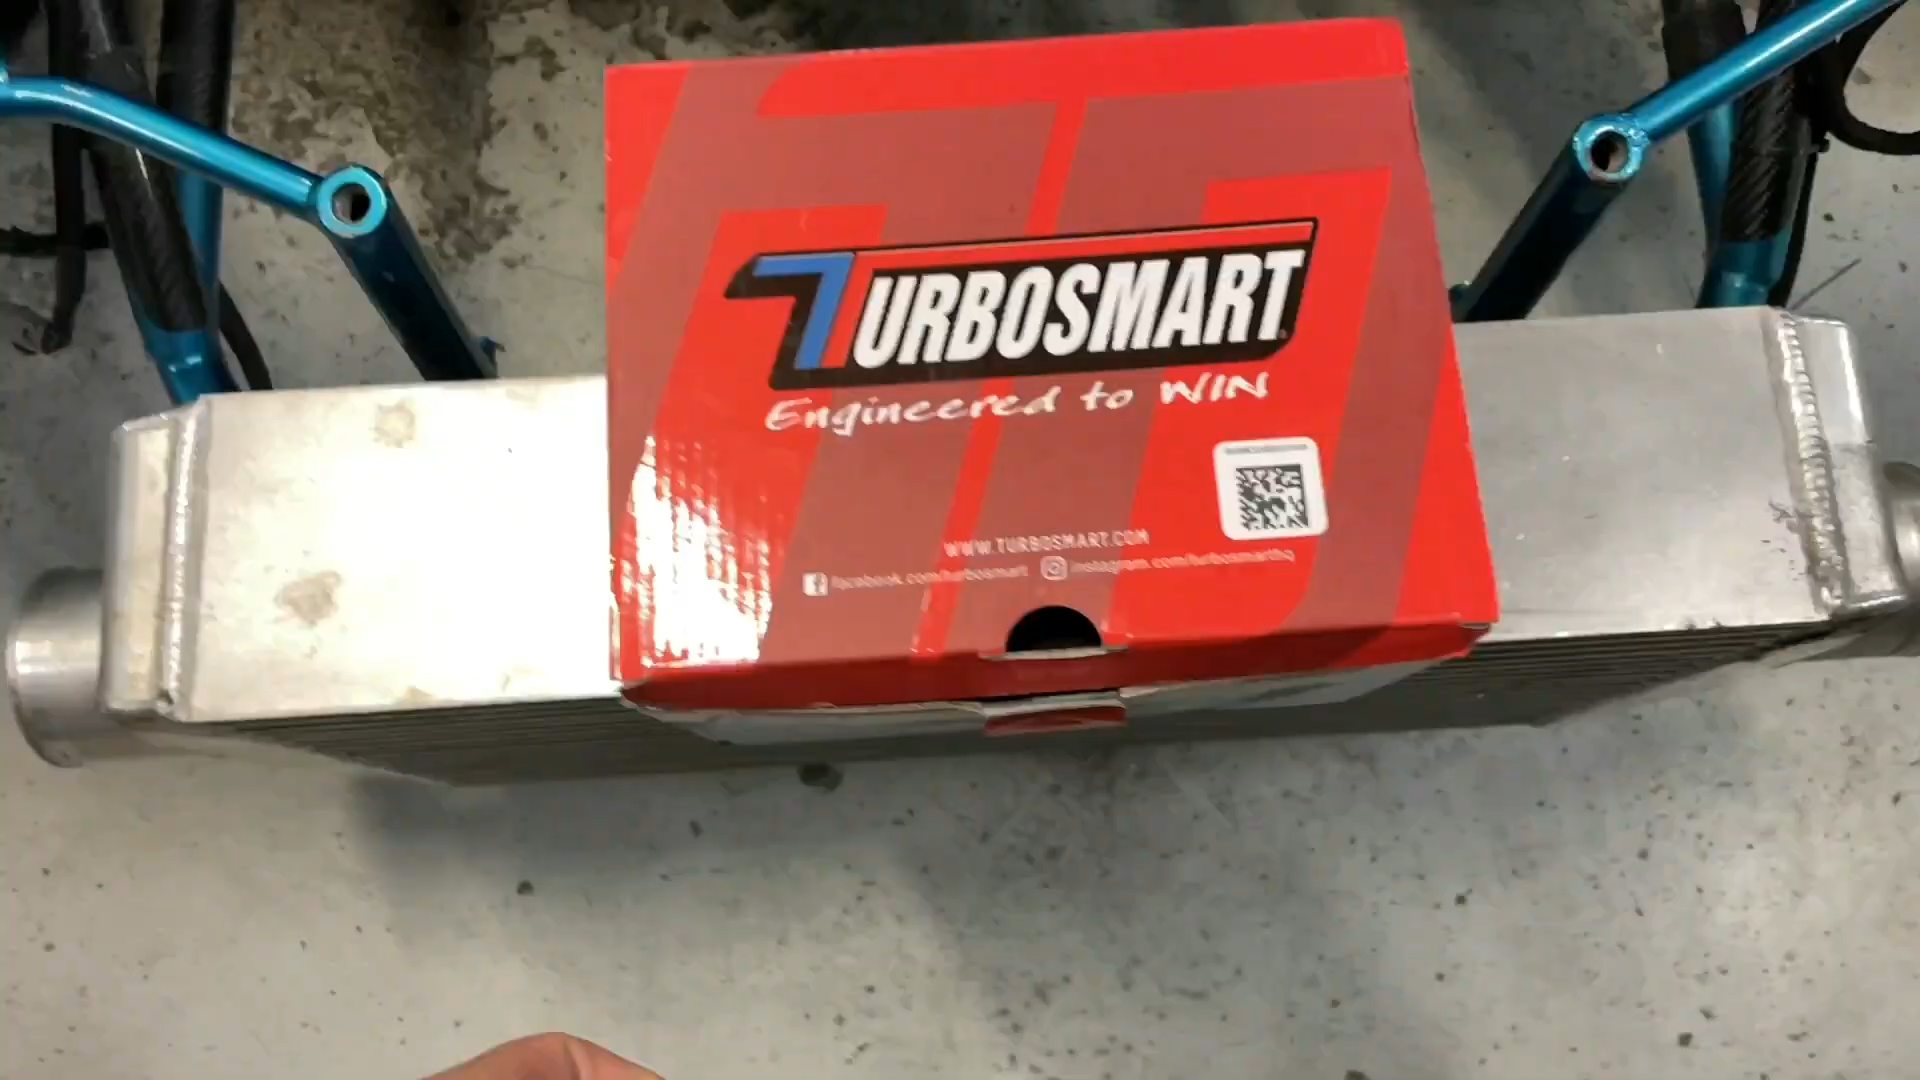 TURBOSMART
Engineered to WIN
WWW.TURBOSMART.COM
facebook.com/turbosmart instagram.com/turbosmarthq